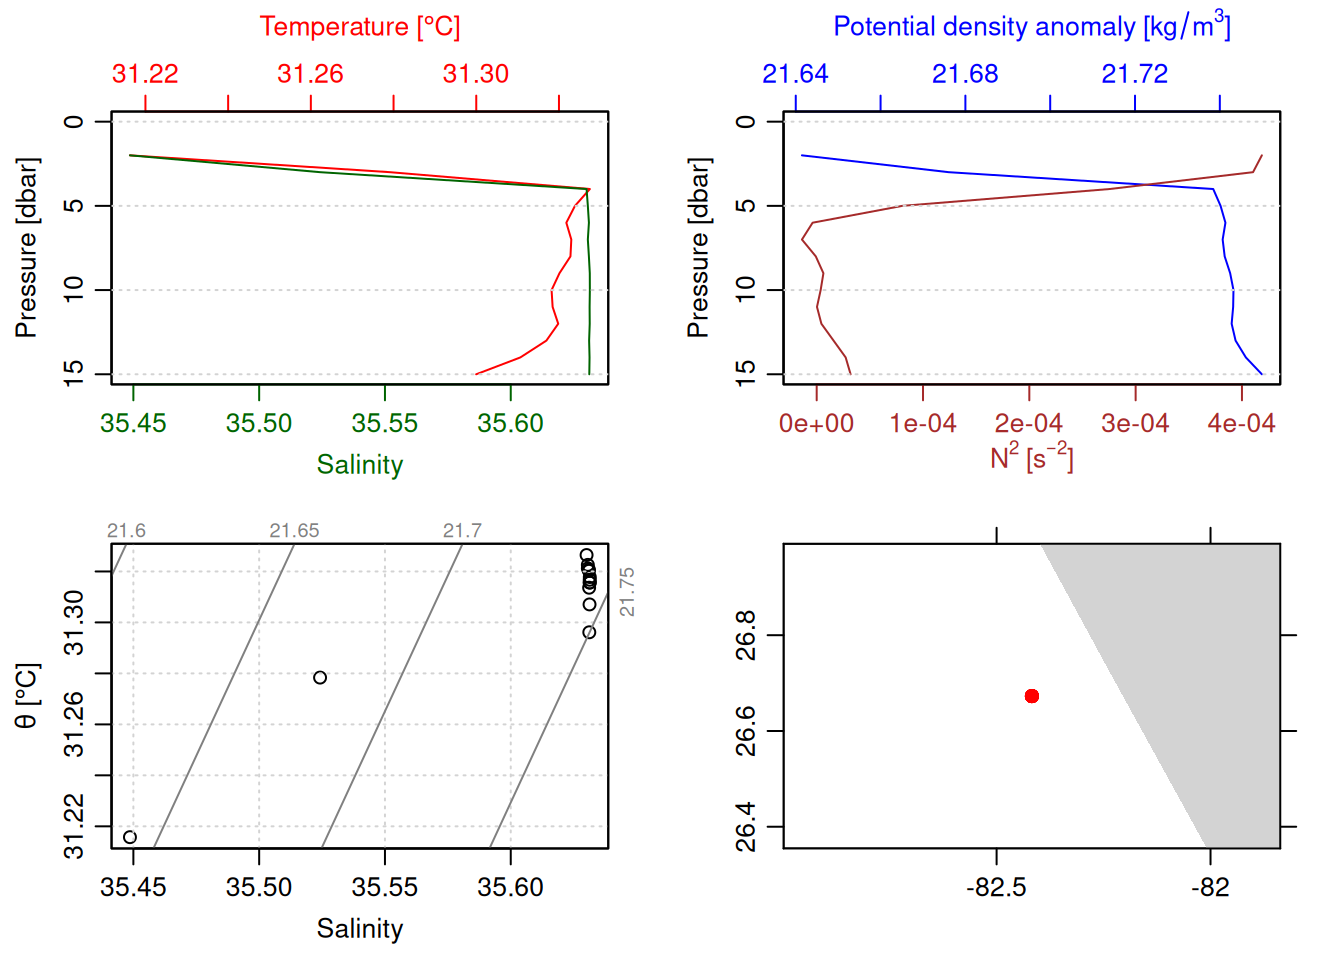 Temperature [°C]
31.22 31.26 31.30
0
5
10
15
Pressure [dbar]
35.45 35.50 35.55 35.60
Salinity
Potential density anomaly [kg/m³]
21.64 21.68 21.72
0
5
10
15
Pressure [dbar]
0e+00 1e-04 2e-04 3e-04 4e-04
N² [s⁻²]
21.6 21.65 21.7
21.75
31.30
31.26
31.22
θ [°C]
35.45 35.50 35.55 35.60
Salinity
26.8
26.6
26.4
-82.5 -82